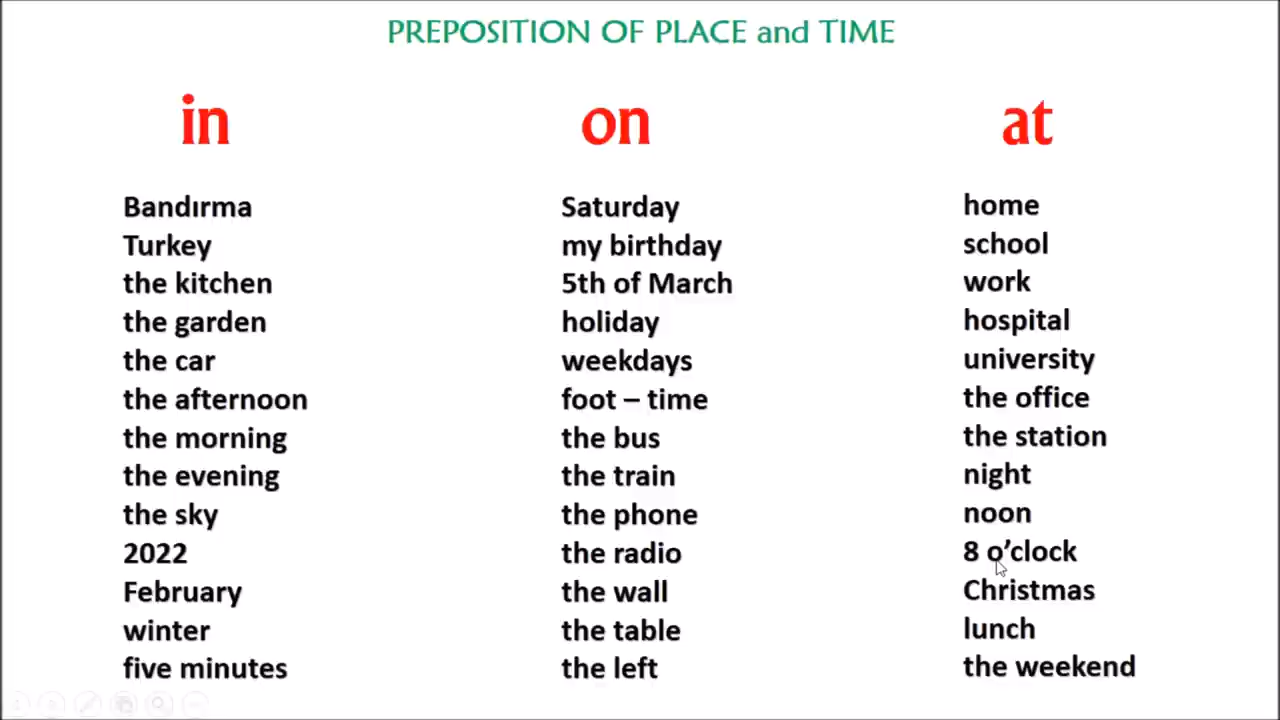 PREPOSITION OF PLACE and TIME
in
Bandırma
Turkey
the kitchen
the garden
the car
the afternoon
the morning
the evening
the sky
2022
February
winter
five minutes
on
Saturday
my birthday
5th of March
holiday
weekdays
foot – time
the bus
the train
the phone
the radio
the wall
the table
the left
at
home
school
work
hospital
university
the office
the station
night
noon
8 o’clock
Christmas
lunch
the weekend